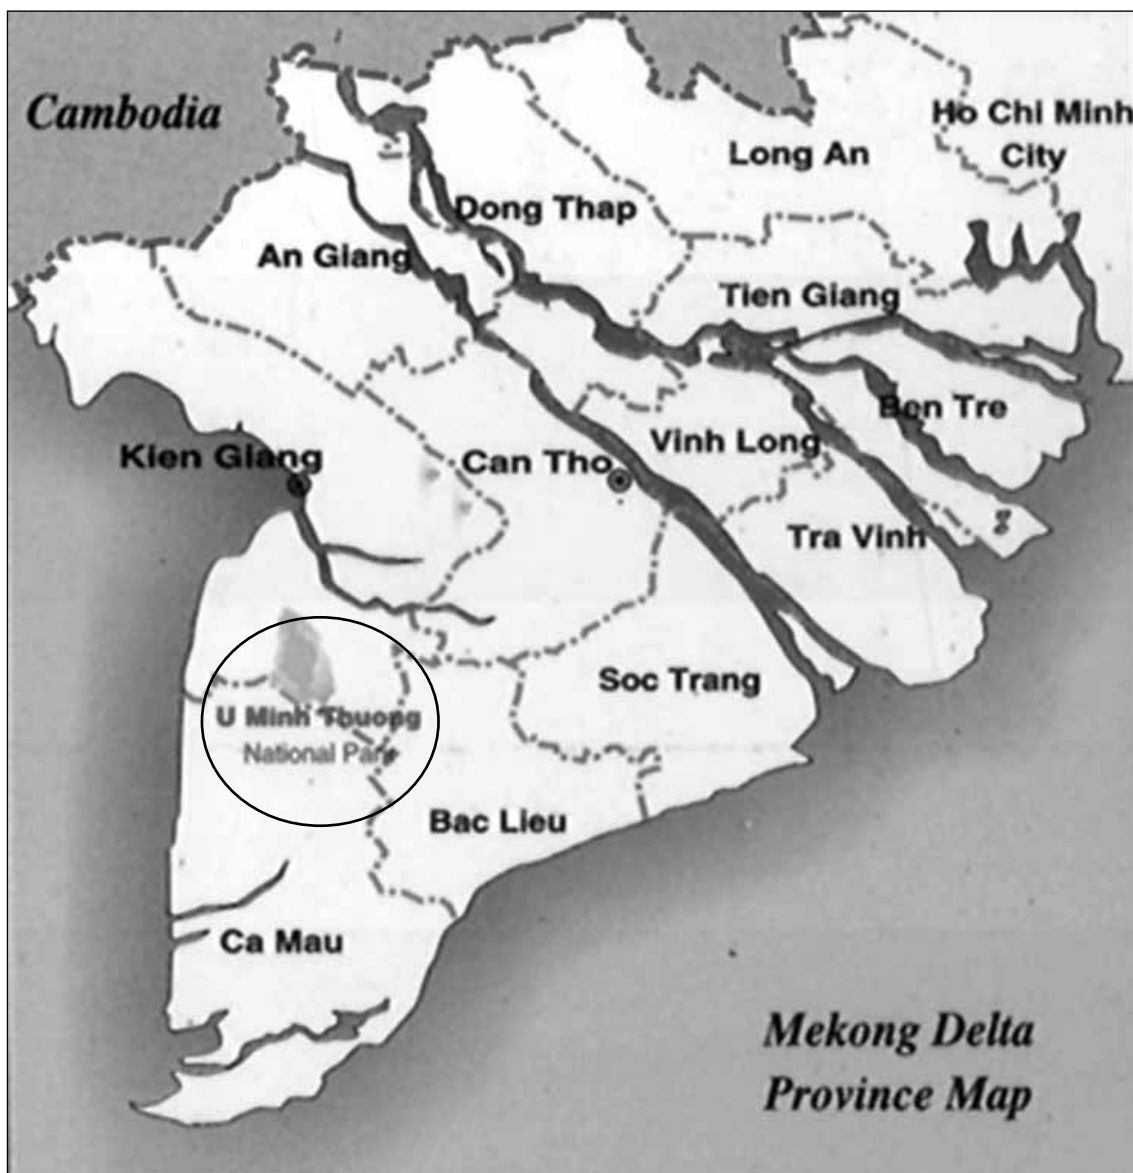 Cambodia
Ho Chi Minh
City
Long An
Dong Thap
An Giang
Tien Giang
Ben Tre
Kien Giang
Can Tho
Vinh Long
Tra Vinh
Soc Trang
U Minh Thuong
National Park
Bac Lieu
Ca Mau
Mekong Delta
Province Map